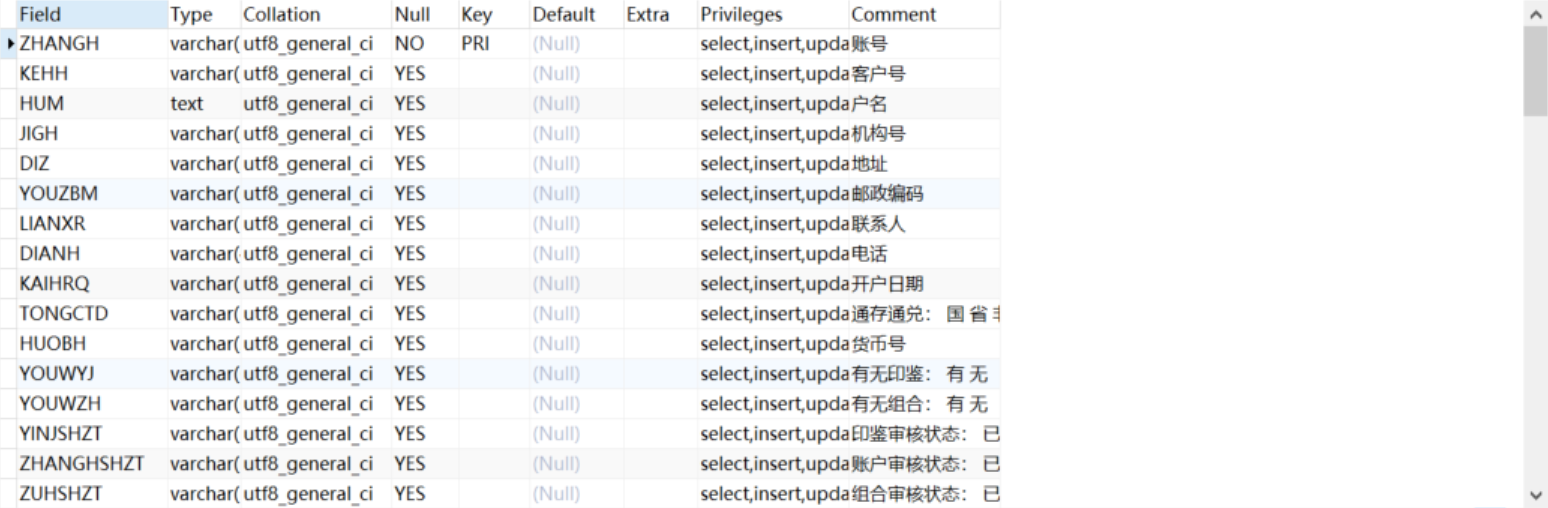 Field Type Collation Null Key Default Extra Privileges Comment
ZHANGH varchar( utf8_general_ci NO PRI (Null) select,insert,upda 账号
KEHH varchar( utf8_general_ci YES (Null) select,insert,upda 客户号
HUM text utf8_general_ci YES (Null) select,insert,upda 户名
JIGH varchar( utf8_general_ci YES (Null) select,insert,upda 机构号
DIZ varchar( utf8_general_ci YES (Null) select,insert,upda 地址
YOUZBM varchar( utf8_general_ci YES (Null) select,insert,upda 邮政编码
LIANXR varchar( utf8_general_ci YES (Null) select,insert,upda 联系人
DIANH varchar( utf8_general_ci YES (Null) select,insert,upda 电话
KAIHRQ varchar( utf8_general_ci YES (Null) select,insert,upda 开户日期
TONGCTD varchar( utf8_general_ci YES (Null) select,insert,upda 通存通兑： 国 省
HUOBH varchar( utf8_general_ci YES (Null) select,insert,upda 货币号
YOUWYJ varchar( utf8_general_ci YES (Null) select,insert,upda 有无印鉴： 有 无
YOUWZH varchar( utf8_general_ci YES (Null) select,insert,upda 有无组合： 有 无
YINJSHZT varchar( utf8_general_ci YES (Null) select,insert,upda 印鉴审核状态： 已
ZHANGHSHZT varchar( utf8_general_ci YES (Null) select,insert,upda 账户审核状态： 已
ZUHSHZT varchar( utf8_general_ci YES (Null) select,insert,upda 组合审核状态： 已